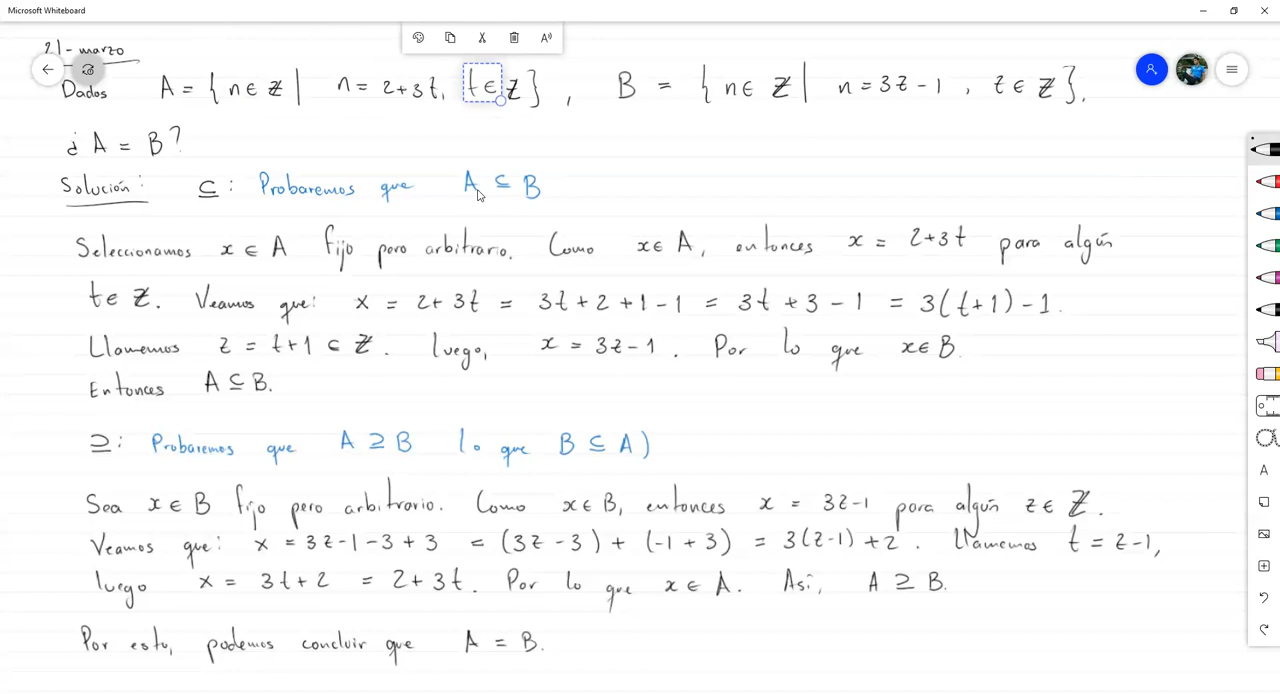 Microsoft Whiteboard
21-marzo
Dados A = { n ∈ ℤ | n = 2+3t, t ∈ ℤ } , B = { n ∈ ℤ | n = 3z-1 , z ∈ ℤ }.
¿ A = B?
Solución: ⊆: Probaremos que A ⊆ B
Seleccionamos x ∈ A fijo pero arbitrario. Como x ∈ A, entonces x = 2+3t para algún
t ∈ ℤ. Veamos que: x = 2+3t = 3t+2+1-1 = 3t+3-1 = 3(t+1)-1.
Llamemos z = t+1 ∈ ℤ. luego, x = 3z-1. Por lo que x ∈ B.
Entonces A ⊆ B.
⊇: Probaremos que A ⊇ B (o que B ⊆ A)
Sea x ∈ B fijo pero arbitrario. Como x ∈ B, entonces x = 3z-1 para algún z ∈ ℤ.
Veamos que: x = 3z-1-3+3 = (3z-3)+(-1+3) = 3(z-1)+2. Llamemos t = z-1,
luego x = 3t+2 = 2+3t. Por lo que x ∈ A. Así, A ⊇ B.
Por esto, podemos concluir que A = B.